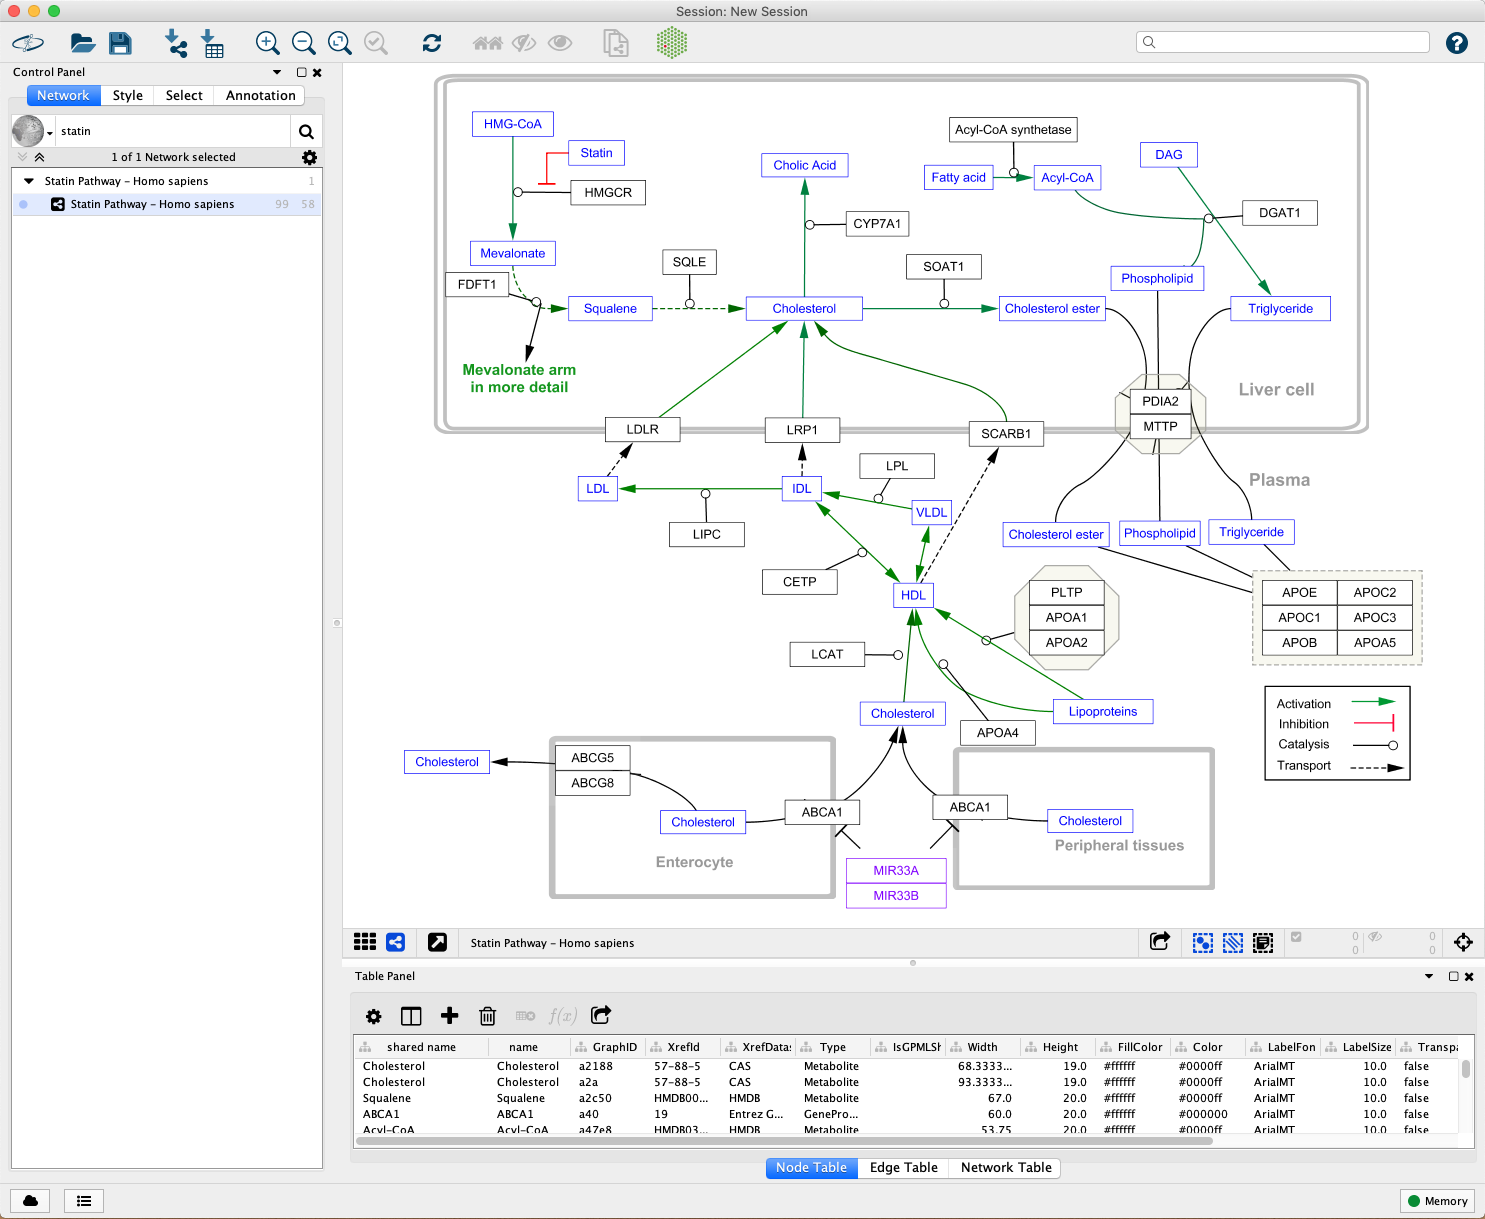 Session: New Session
Control Panel
Network Style Select Annotation
statin
1 of 1 Network selected
Statin Pathway – Homo sapiens 1
Statin Pathway – Homo sapiens 99 58
HMG-CoA
Statin
HMGCR
Cholic Acid
CYP7A1
Acyl-CoA synthetase
Fatty acid
Acyl-CoA
DAG
DGAT1
Mevalonate
FDFT1
SQLE
SOAT1
Phospholipid
Squalene
Cholesterol
Cholesterol ester
Triglyceride
Mevalonate arm
in more detail
Liver cell
PDIA2
MTTP
LDLR
LRP1
SCARB1
LDL
IDL
LPL
Plasma
VLDL
LIPC
Cholesterol ester
Phospholipid
Triglyceride
CETP
HDL
PLTP
APOA1
APOA2
APOE APOC2
APOC1 APOC3
APOB APOA5
LCAT
Cholesterol
Lipoproteins
APOA4
Activation
Inhibition
Catalysis
Transport
Cholesterol
ABCG5
ABCG8
Cholesterol
ABCA1
ABCA1
Cholesterol
Enterocyte
Peripheral tissues
MIR33A
MIR33B
Statin Pathway – Homo sapiens
0 0
0 0
Table Panel
f(x)
shared name name GraphID XrefId XrefData: Type IsGPMLSh Width Height FillColor Color LabelFon LabelSize Transpa
Cholesterol Cholesterol a2188 57-88-5 CAS Metabolite 68.3333... 19.0 #ffffff #0000ff ArialMT 10.0 false
Cholesterol Cholesterol a2a 57-88-5 CAS Metabolite 93.3333... 19.0 #ffffff #0000ff ArialMT 10.0 false
Squalene Squalene a2c50 HMDB00... HMDB Metabolite 67.0 20.0 #ffffff #0000ff ArialMT 10.0 false
ABCA1 ABCA1 a40 19 Entrez G... GenePro... 60.0 20.0 #ffffff #000000 ArialMT 10.0 false
Acyl-CoA Acyl-CoA a47e8 HMDB03... HMDB Metabolite 53.75 20.0 #ffffff #0000ff ArialMT 10.0 false
Node Table Edge Table Network Table
Memory